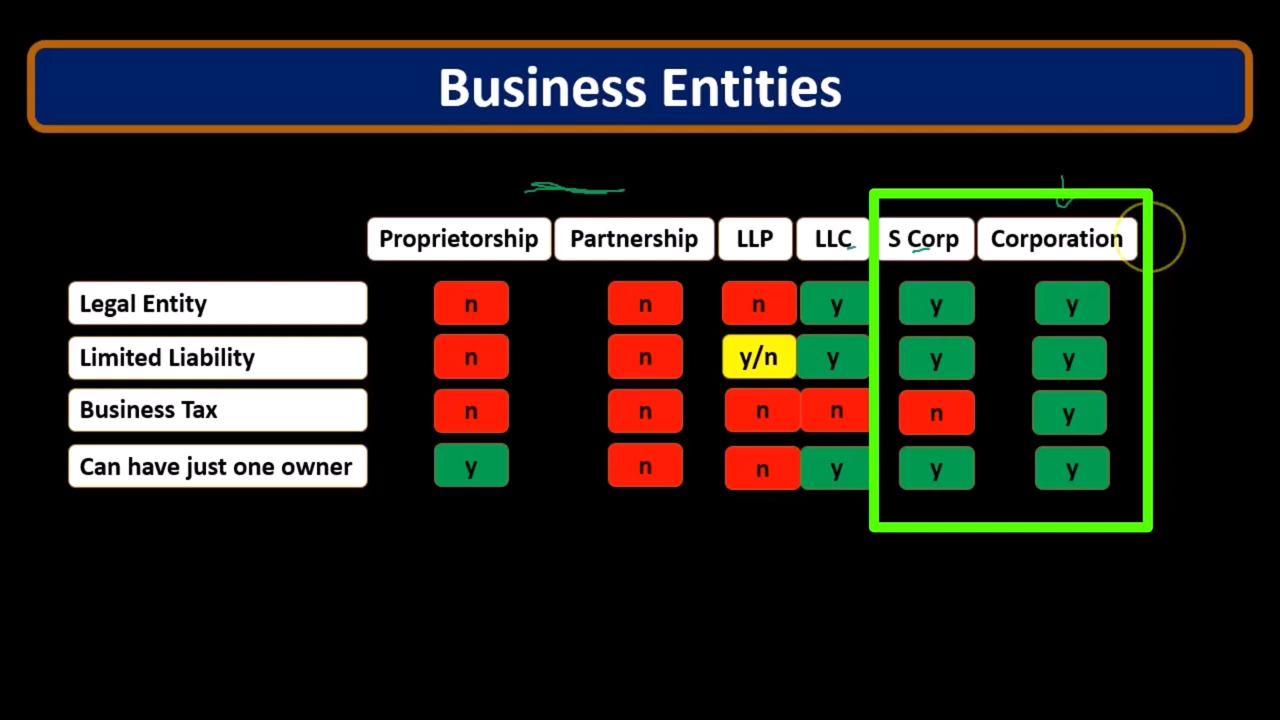 Business Entities
Proprietorship Partnership LLP LLC S Corp Corporation
Legal Entity n n n y y y
Limited Liability n n y/n y y y
Business Tax n n n n n y
Can have just one owner y n n y y y